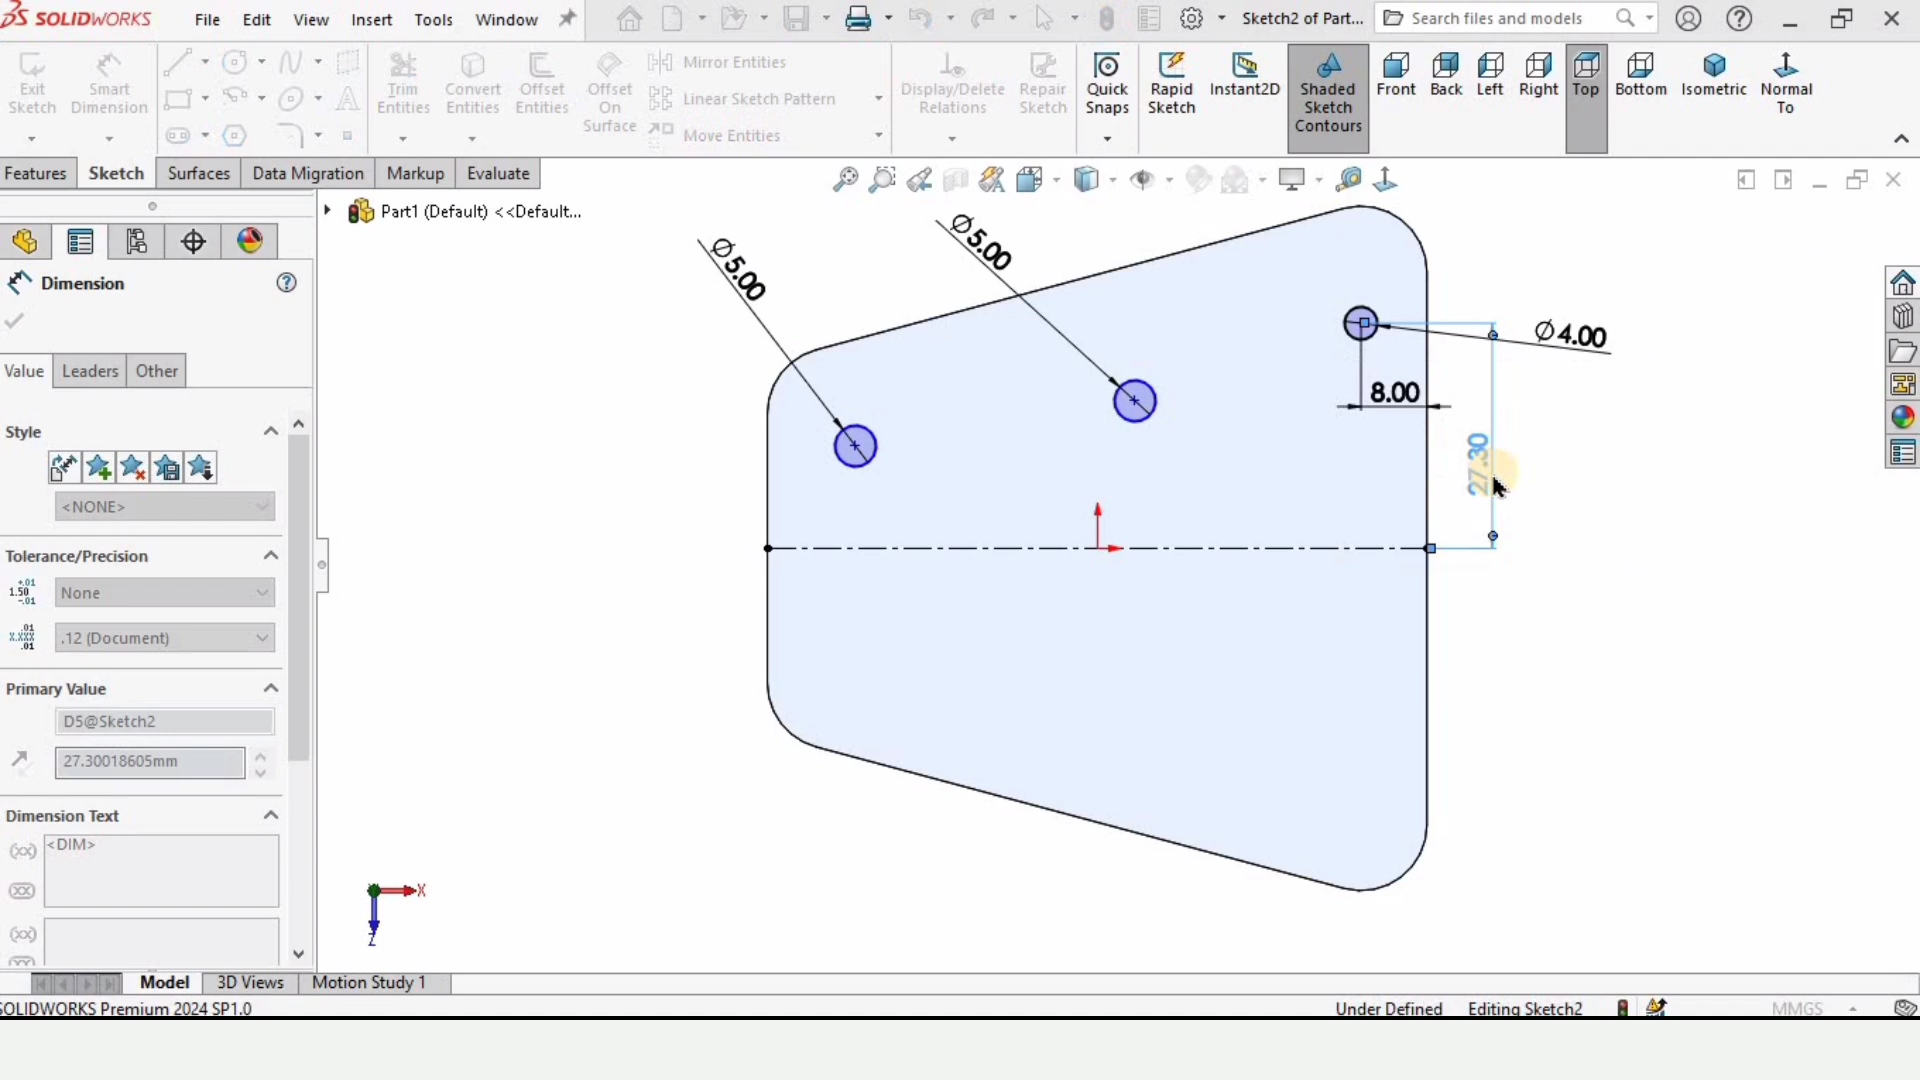 SOLIDWORKS File Edit View Insert Tools Window Sketch2 of Part... Search files and models
Exit Sketch
Smart Dimension
Trim Entities
Convert Entities
Offset Entities
Offset On Surface
Mirror Entities
Linear Sketch Pattern
Move Entities
Display/Delete Relations
Repair Sketch
Quick Snaps
Rapid Sketch
Instant2D
Shaded Sketch Contours
Front Back Left Right Top Bottom Isometric
Normal To
Features Sketch Surfaces Data Migration Markup Evaluate
Part1 (Default) <<Default...
Dimension
Value Leaders Other
Style
<NONE>
Tolerance/Precision
None
.12 (Document)
Primary Value
D5@Sketch2
27.30018605mm
Dimension Text
<DIM>
∅5.00
∅5.00
∅4.00
8.00
27.30
X
Z
Model 3D Views Motion Study 1
SOLIDWORKS Premium 2024 SP1.0 Under Defined Editing Sketch2 MMGS